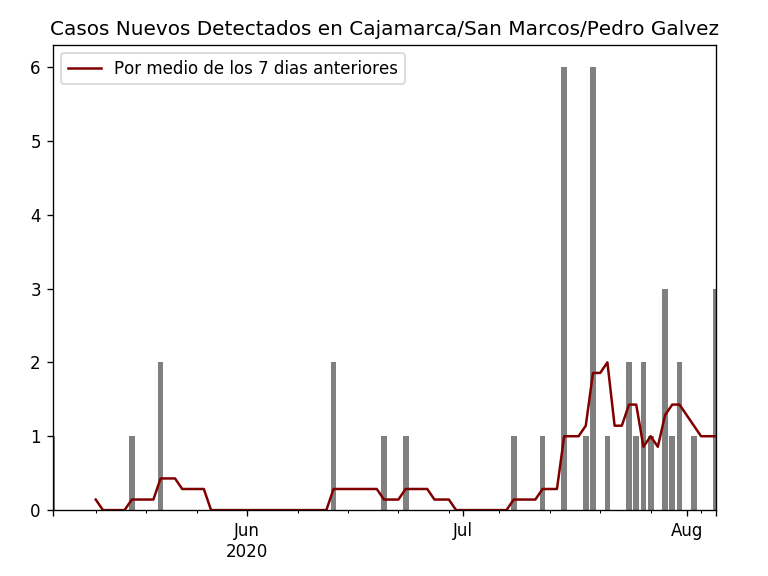 Casos Nuevos Detectados en Cajamarca/San Marcos/Pedro Galvez
Por medio de los 7 dias anteriores
6
5
4
3
2
1
0
Jun
2020
Jul
Aug